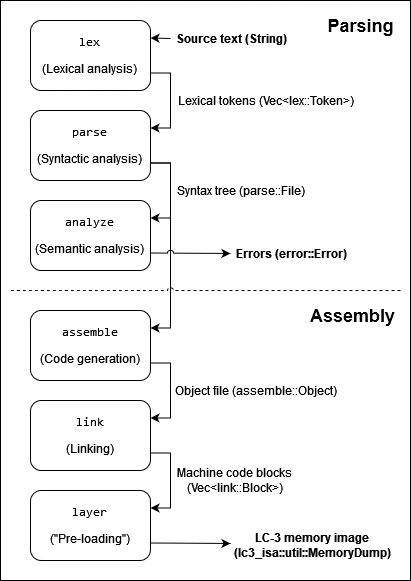 Parsing
lex
(Lexical analysis)
Source text (String)
Lexical tokens (Vec<lex::Token>)
parse
(Syntactic analysis)
Syntax tree (parse::File)
analyze
(Semantic analysis)
Errors (error::Error)
Assembly
assemble
(Code generation)
Object file (assemble::Object)
link
(Linking)
Machine code blocks
(Vec<link::Block>)
layer
("Pre-loading")
LC-3 memory image
(lc3_isa::util::MemoryDump)